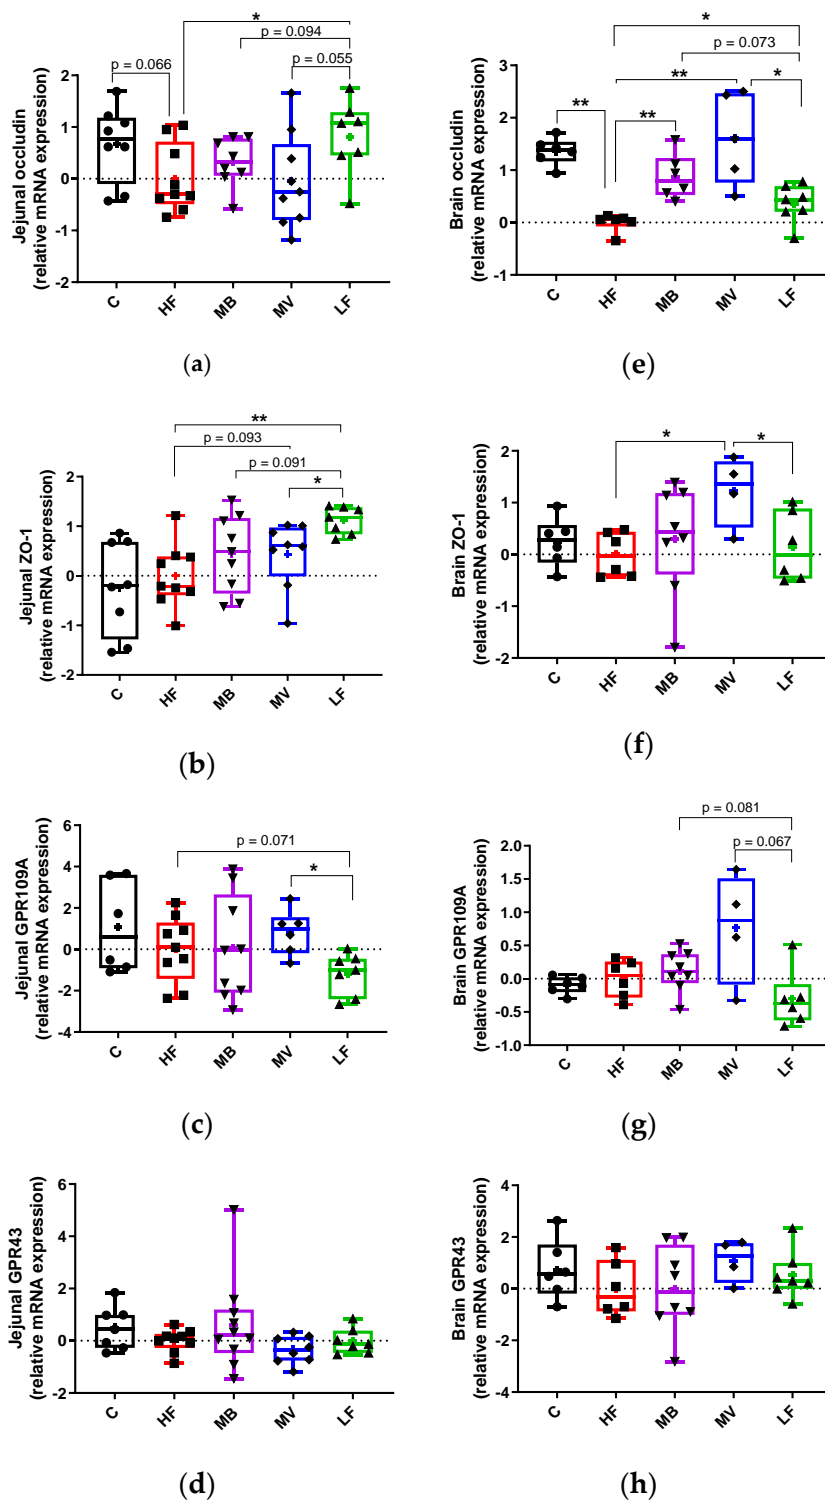 *
p = 0.094
p = 0.066
p = 0.055
Jejunal occludin
(relative mRNA expression)
2
1
0
-1
-2
C
HF
MB
MV
LF
(a)
*
p = 0.073
**
*
**
**
Brain occludin
(relative mRNA expression)
3
2
1
0
-1
C
HF
MB
MV
LF
(e)
**
p = 0.093
p = 0.091
*
Jejunal ZO-1
(relative mRNA expression)
2
1
0
-1
-2
C
HF
MB
MV
LF
(b)
*
*
Brain ZO-1
(relative mRNA expression)
2
1
0
-1
-2
C
HF
MB
MV
LF
(f)
p = 0.071
*
Jejunal GPR109A
(relative mRNA expression)
6
4
2
0
-2
-4
C
HF
MB
MV
LF
(c)
p = 0.081
p = 0.067
Brain GPR109A
(relative mRNA expression)
2.0
1.5
1.0
0.5
-0.0
-0.5
-1.0
C
HF
MB
MV
LF
(g)
Jejunal GPR43
(relative mRNA expression)
6
4
2
0
-2
C
HF
MB
MV
LF
(d)
Brain GPR43
(relative mRNA expression)
4
2
0
-2
-4
C
HF
MB
MV
LF
(h)